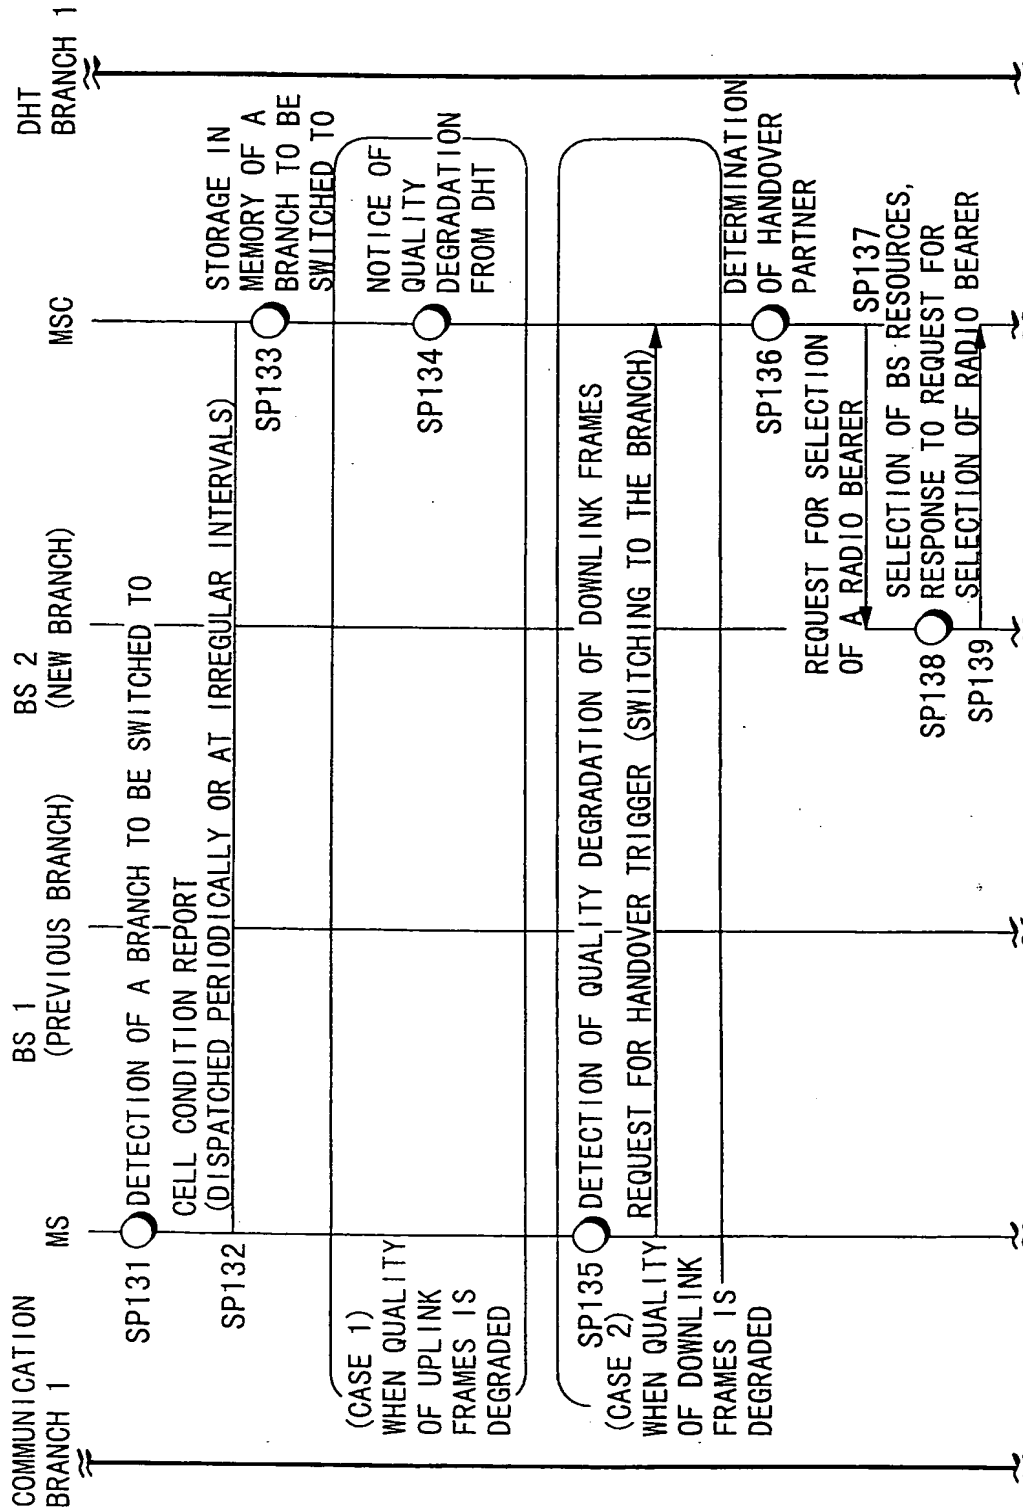 COMMUNICATION
BRANCH 1
MS
BS 1
(PREVIOUS BRANCH)
BS 2
(NEW BRANCH)
MSC
DHT
BRANCH 1
SP131
DETECTION OF A BRANCH TO BE SWITCHED TO
CELL CONDITION REPORT
(DISPATCHED PERIODICALLY OR AT IRREGULAR INTERVALS)
SP132
SP133
STORAGE IN
MEMORY OF A
BRANCH TO BE
SWITCHED TO
(CASE 1)
WHEN QUALITY
OF UPLINK
FRAMES IS
DEGRADED
SP134
NOTICE OF
QUALITY
DEGRADATION
FROM DHT
SP135
DETECTION OF QUALITY DEGRADATION OF DOWNLINK FRAMES
(CASE 2)
WHEN QUALITY
OF DOWNLINK
FRAMES IS
DEGRADED
REQUEST FOR HANDOVER TRIGGER (SWITCHING TO THE BRANCH)
SP136
DETERMINATION
OF HANDOVER
PARTNER
REQUEST FOR SELECTION
OF A RADIO BEARER
SP137
SP138
SELECTION OF BS RESOURCES,
RESPONSE TO REQUEST FOR
SELECTION OF RADIO BEARER
SP139